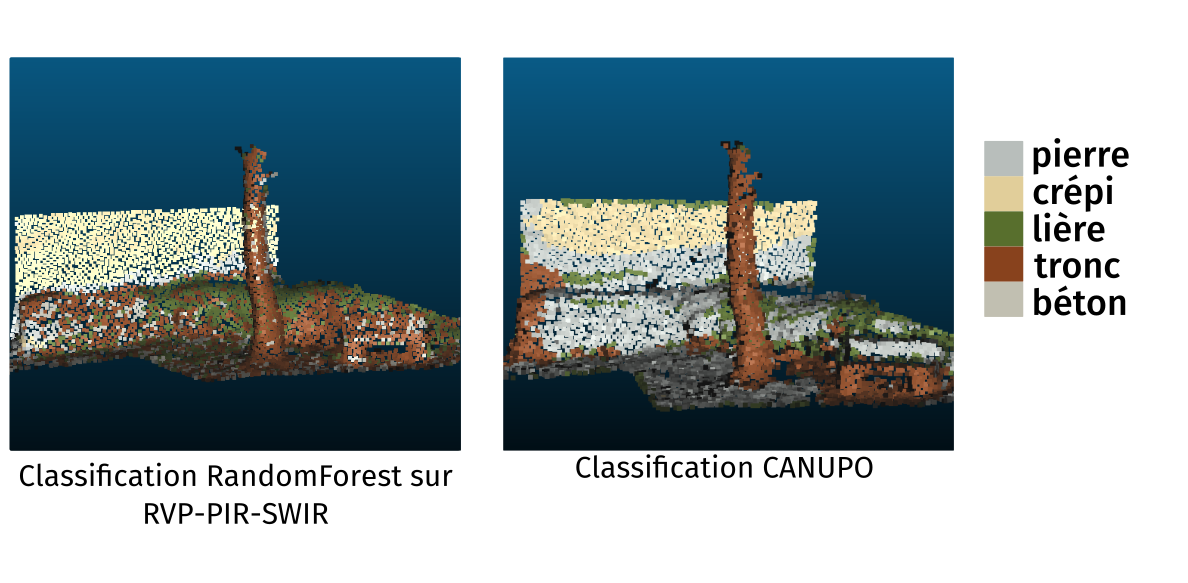 pierre
crépi
lière
tronc
béton
Classification RandomForest sur
RVP-PIR-SWIR
Classification CANUPO